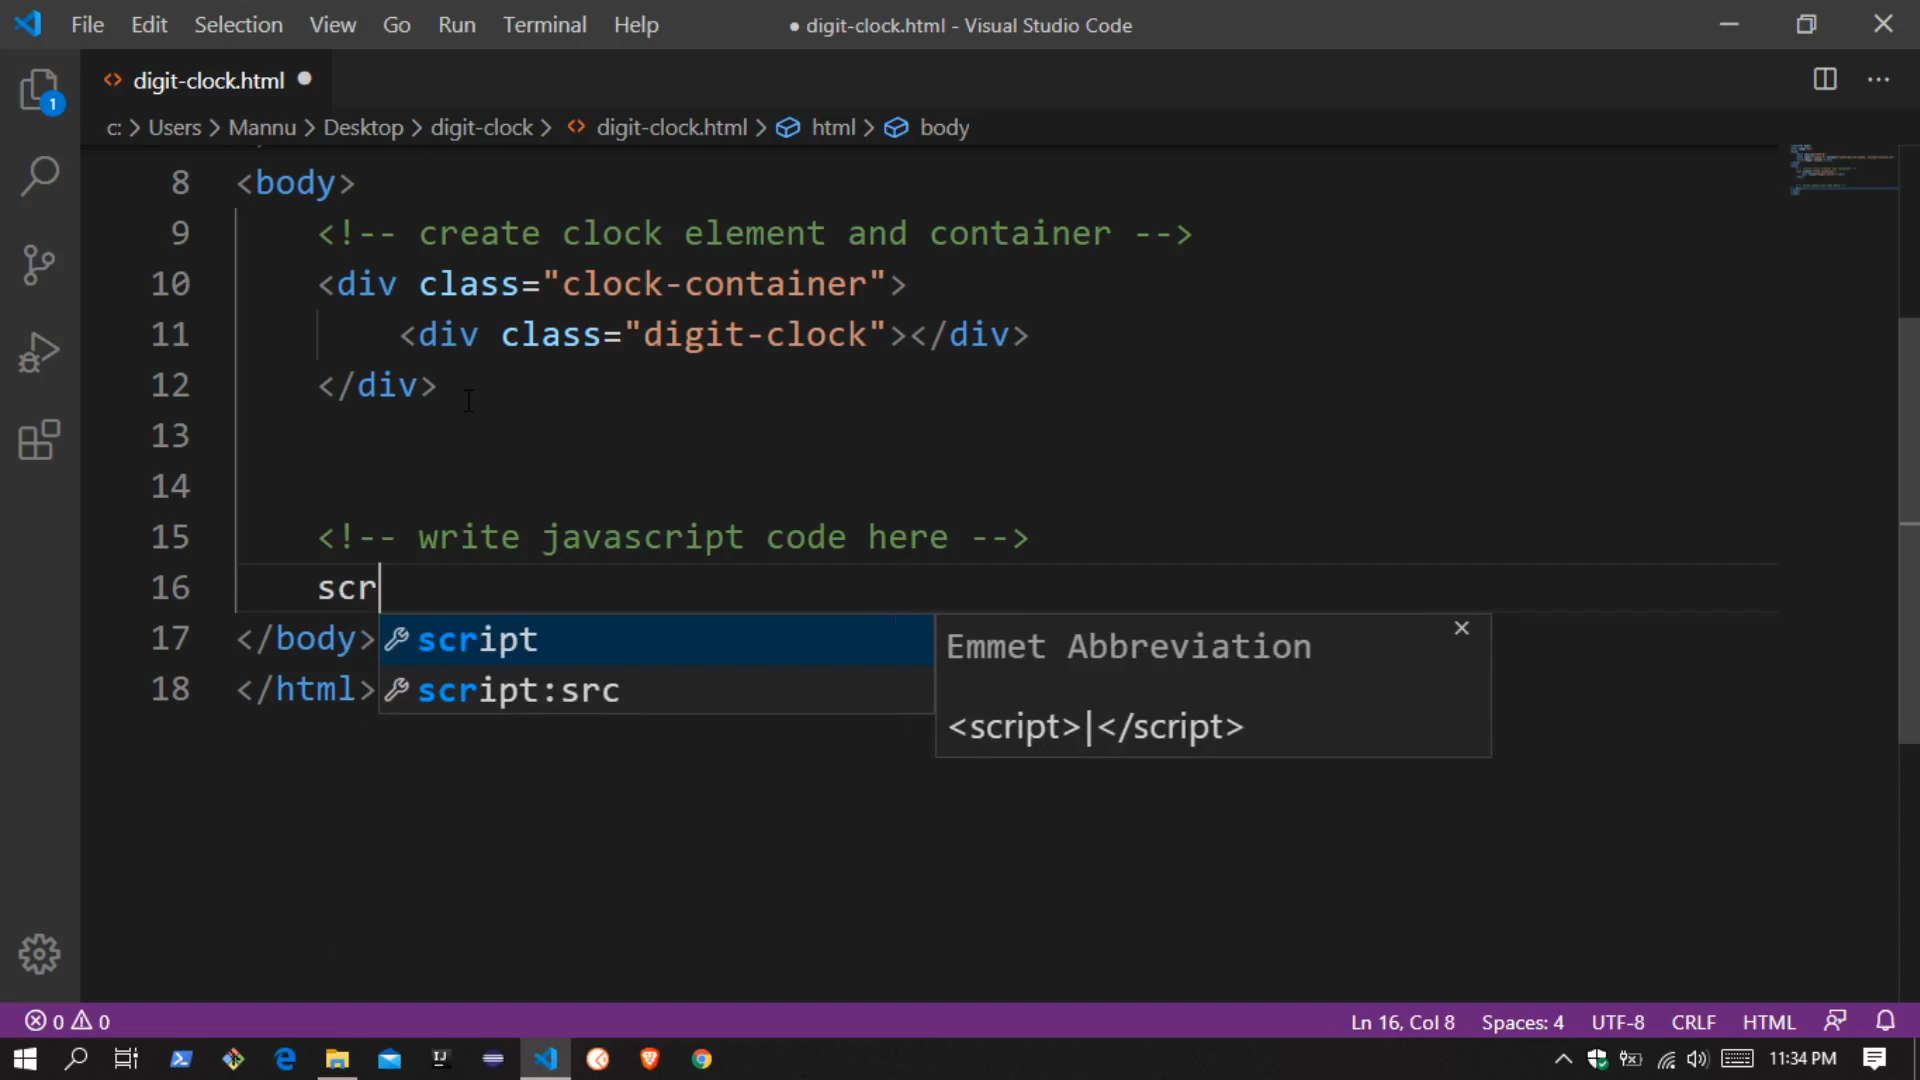 File Edit Selection View Go Run Terminal Help ● digit-clock.html - Visual Studio Code
1
<> digit-clock.html ●
c: > Users > Mannu > Desktop > digit-clock > <> digit-clock.html > html > body
8 <body>
9 <!-- create clock element and container -->
10 <div class="clock-container">
11 <div class="digit-clock"></div>
12 </div>
13
14
15 <!-- write javascript code here -->
16 scr
17 </body>
18 </html>
script
script:src
Emmet Abbreviation
<script>|</script>
0 0 Ln 16, Col 8 Spaces: 4 UTF-8 CRLF HTML
IJ 11:34 PM